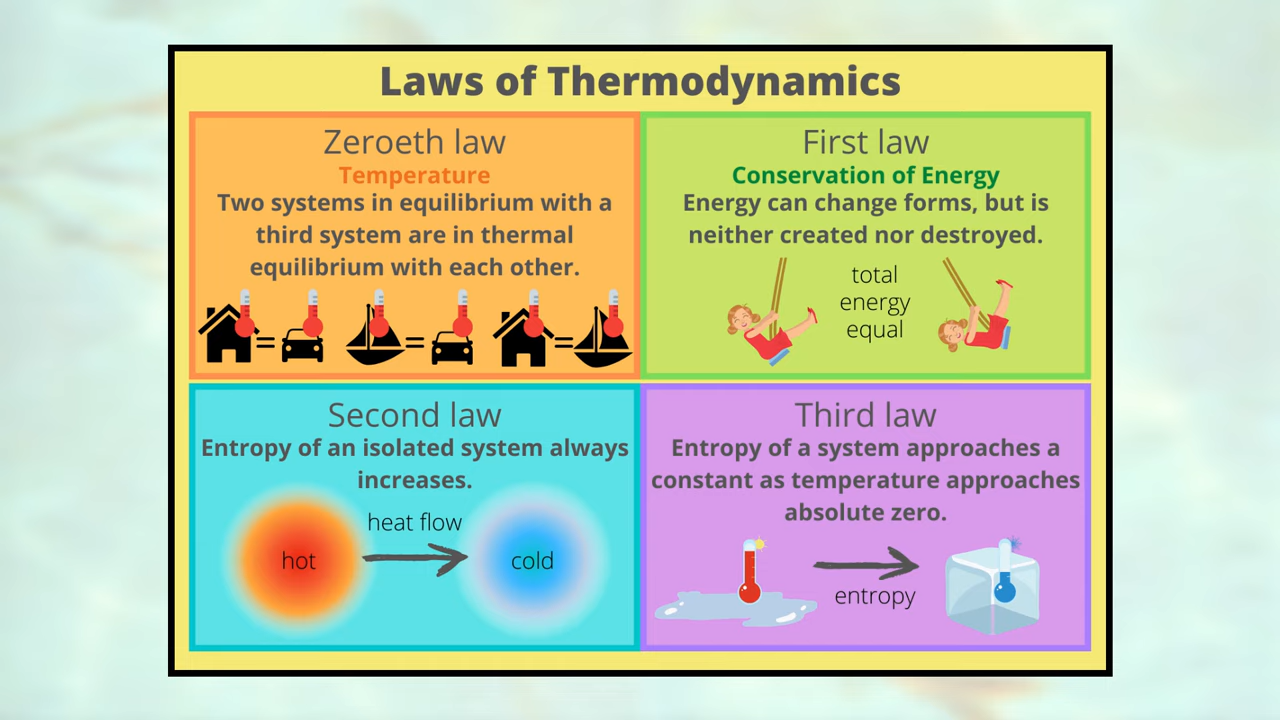 Laws of Thermodynamics
Zeroeth law
Temperature
Two systems in equilibrium with a
third system are in thermal
equilibrium with each other.
=
=
=
First law
Conservation of Energy
Energy can change forms, but is
neither created nor destroyed.
total
energy
equal
Second law
Entropy of an isolated system always
increases.
heat flow
hot
cold
Third law
Entropy of a system approaches a
constant as temperature approaches
absolute zero.
entropy